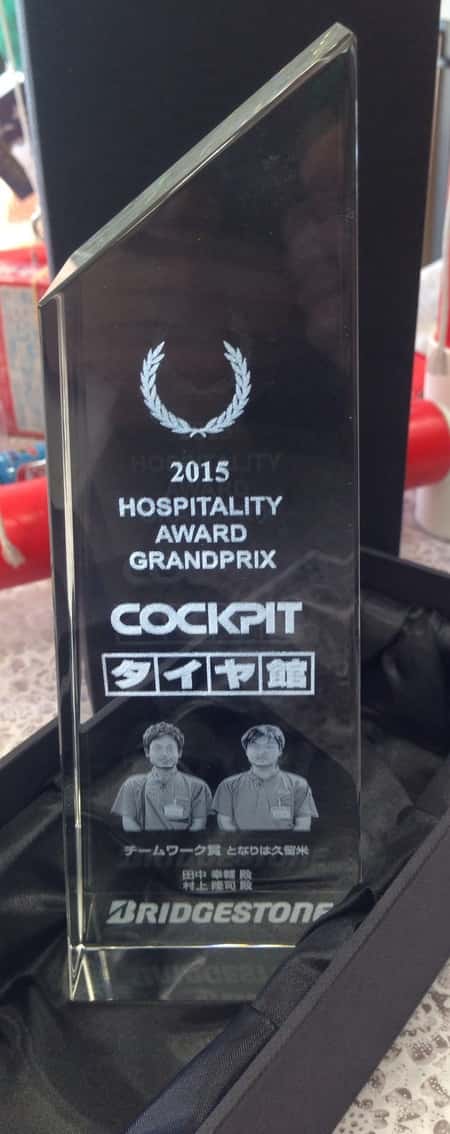 2015
HOSPITALITY
AWARD
GRANDPRIX
COCKPIT
タイヤ館
チームワーク賞 となりは久留米
田中 幸輔 殿
村上 隆司 殿
BRIDGESTONE